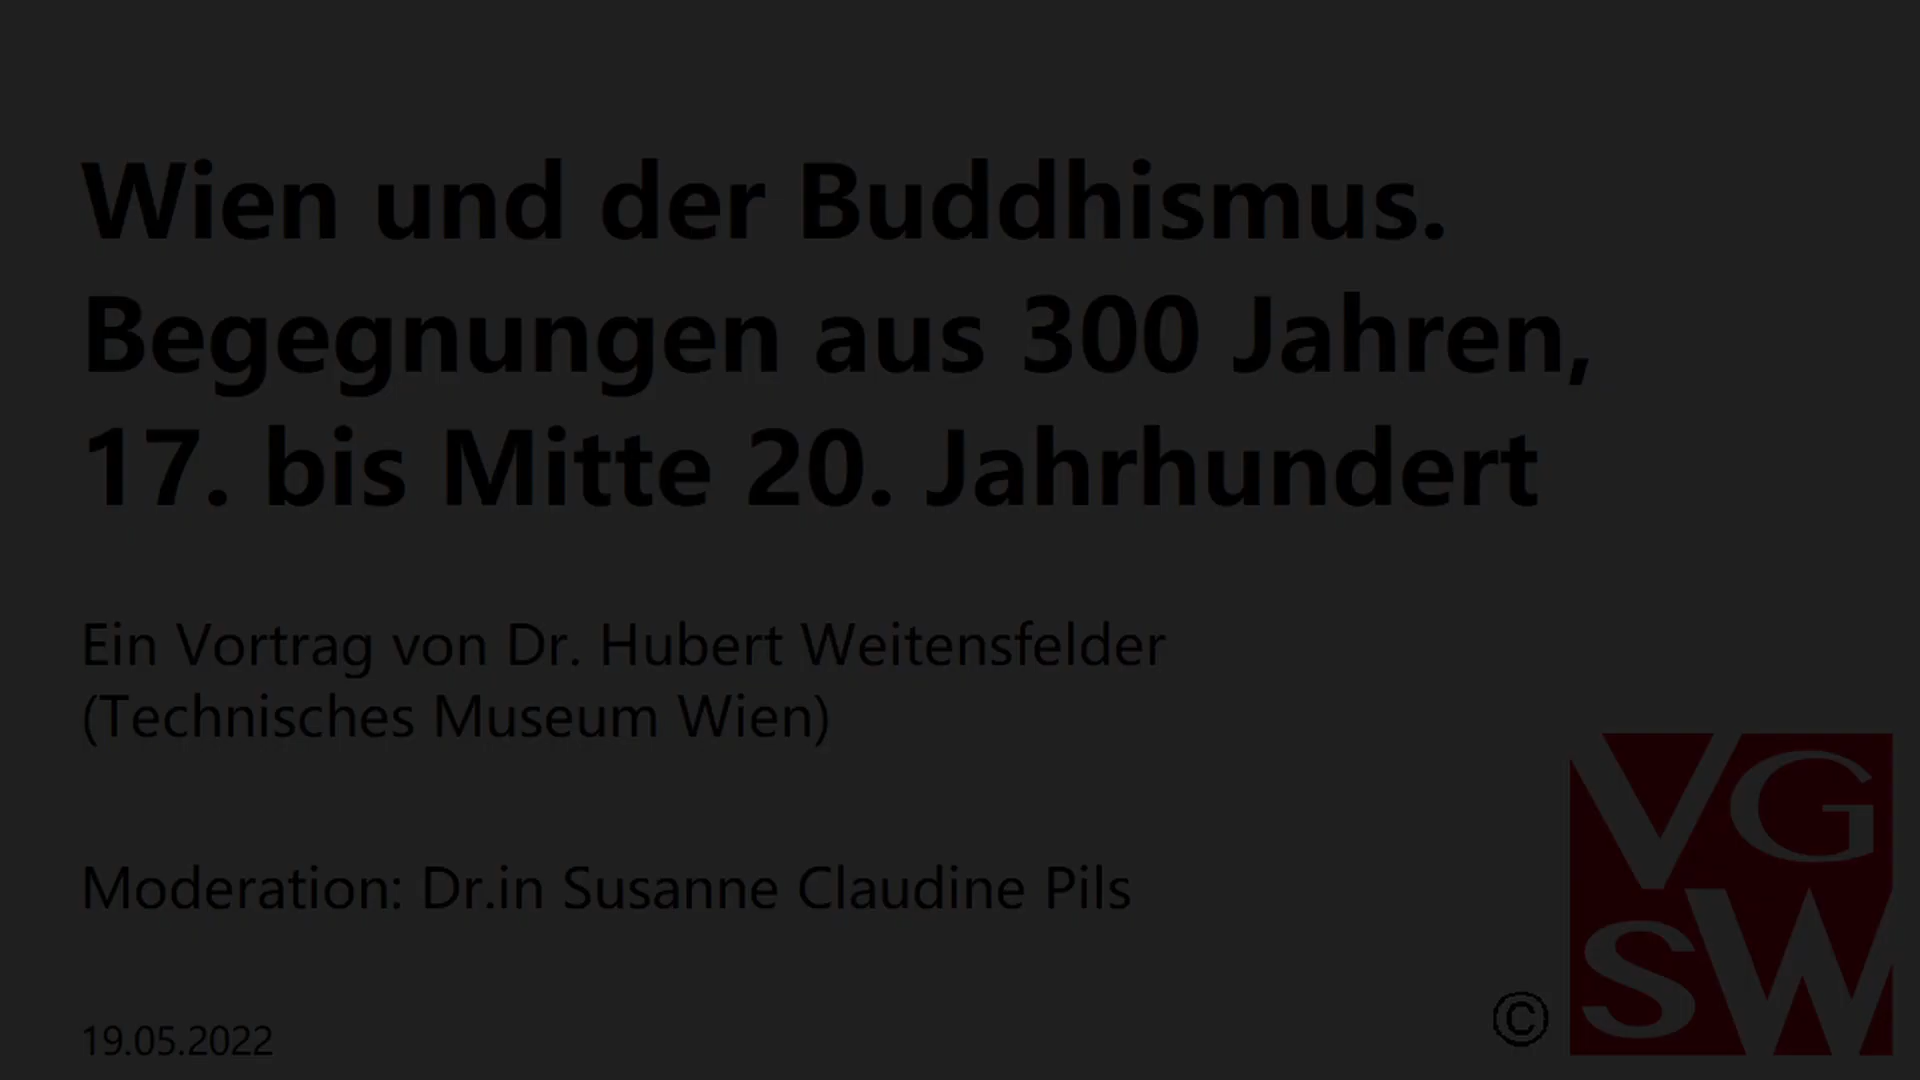 Wien und der Buddhismus.
Begegnungen aus 300 Jahren,
17. bis Mitte 20. Jahrhundert
Ein Vortrag von Dr. Hubert Weitensfelder
(Technisches Museum Wien)
Moderation: Dr.in Susanne Claudine Pils
19.05.2022
©
VG
SW